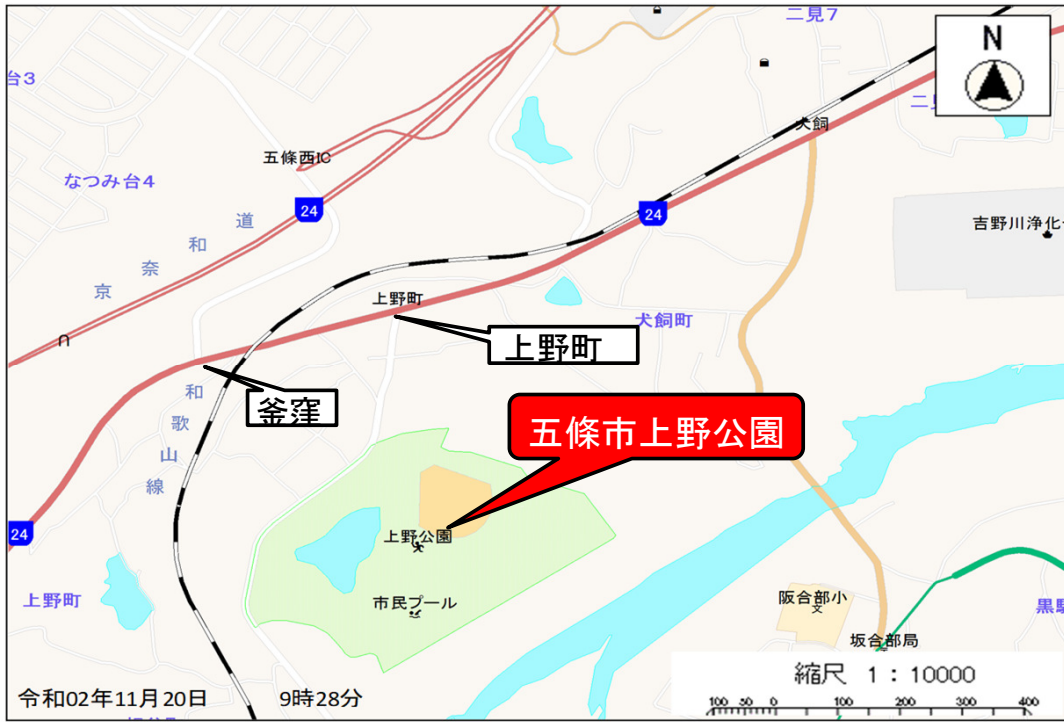 二見7
N
台3
犬飼
五條西IC
なつみ台4
24
24
吉野川浄化
京奈和道
上野町
犬飼町
上野町
釜窪
和歌山線
五條市上野公園
24
上野公園
上野町
市民プール
阪合部小
文
坂合部局
縮尺 1：10000
100 50 0 100 200 300 400
令和02年11月20日 9時28分